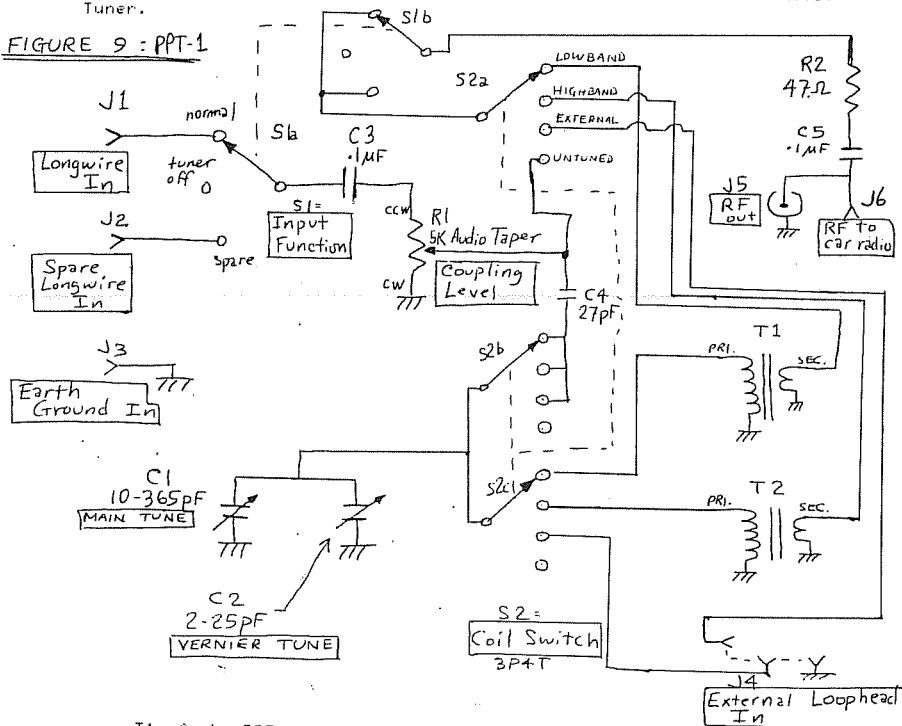 Tuner.
FIGURE 9 : PPT-1
S1b
S2a
LOWBAND
HIGHBAND
EXTERNAL
UNTUNED
R2
47Ω
C5
.1µF
J5
RF
out
J6
RF to
car radio
J1
Longwire
In
normal
tuner
off
S1a
spare
C3
.1µF
S1=
Input
Function
J2
Spare
Longwire
In
CCW
R1
5K Audio Taper
CW
Coupling
Level
C4
27pF
J3
Earth
Ground In
S2b
T1
PRI.
SEC.
C1
10-365pF
MAIN TUNE
S2c
T2
PRI.
SEC.
C2
2-25pF
VERNIER TUNE
S2=
Coil Switch
3P4T
J4
External Loophead
In